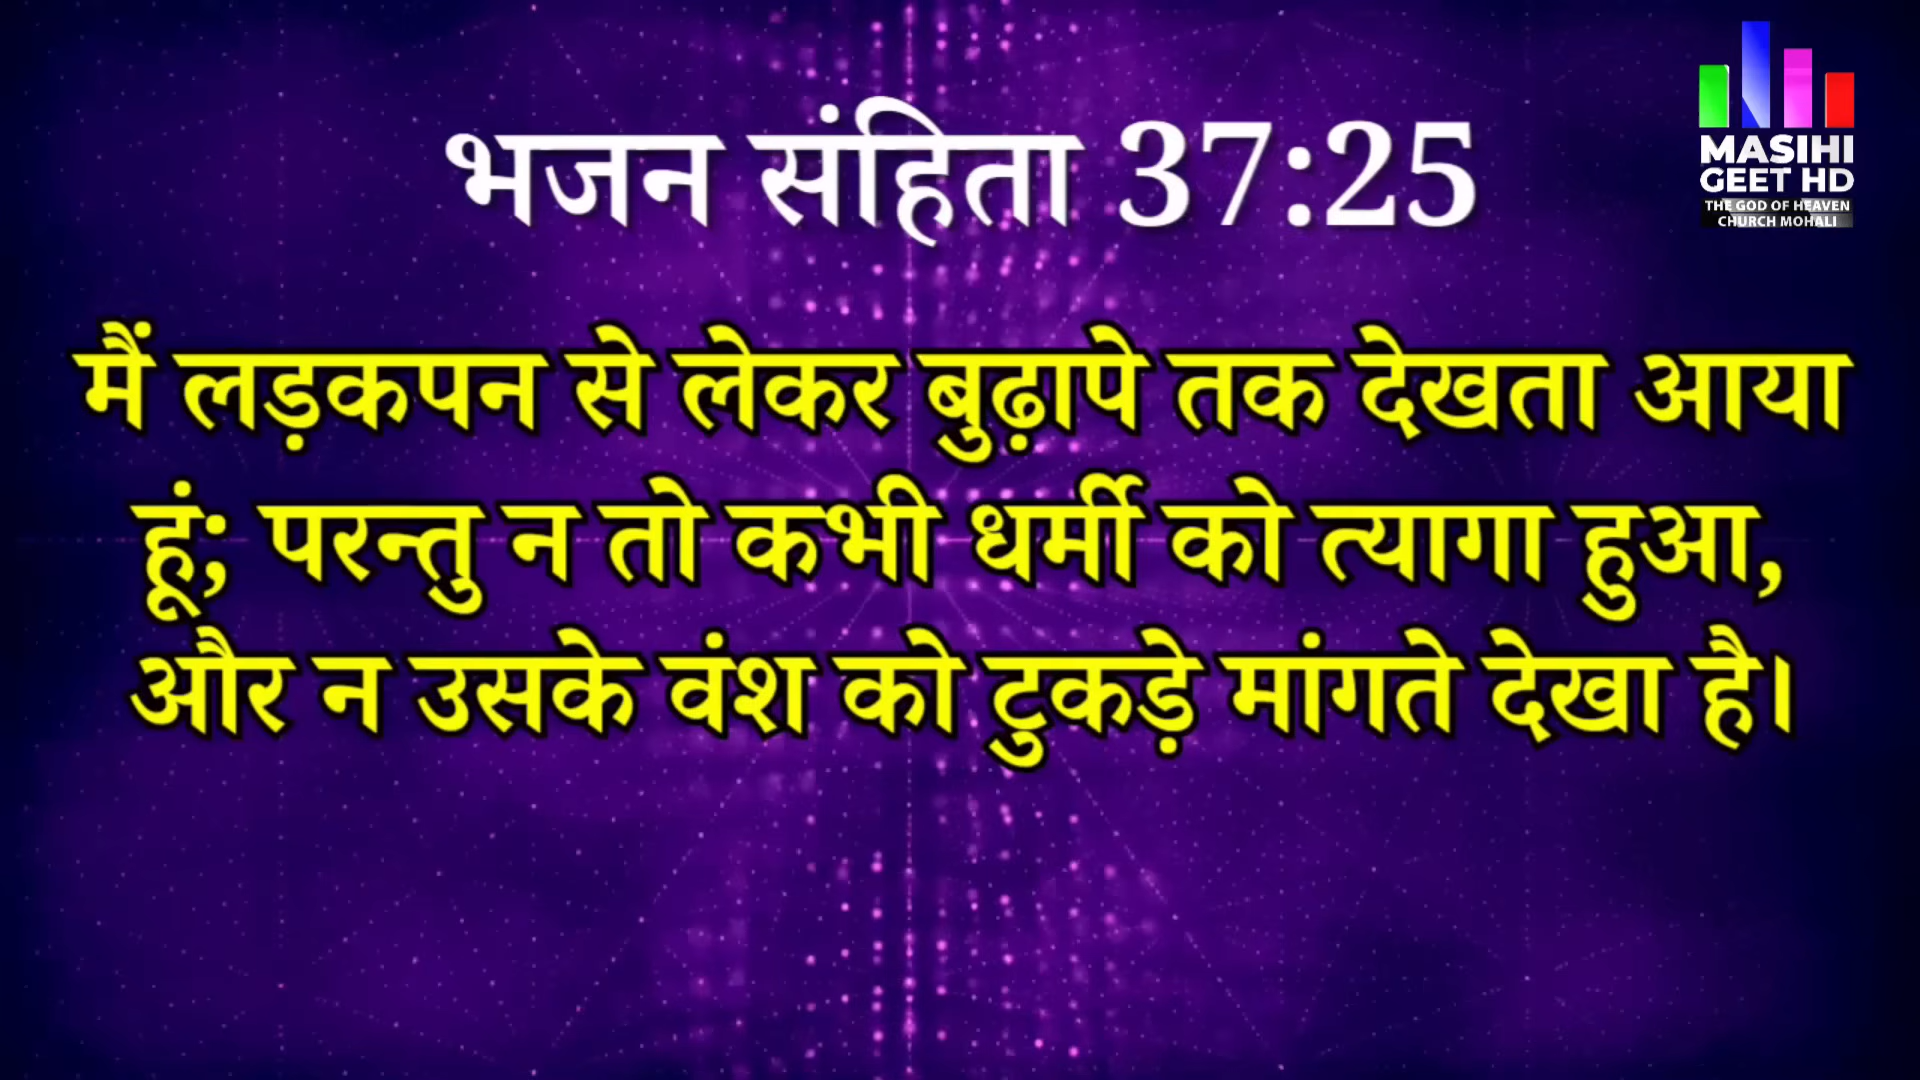 भजन संहिता 37:25
MASIHI
GEET HD
THE GOD OF HEAVEN
CHURCH MOHALI
मैं लड़कपन से लेकर बुढ़ापे तक देखता आया
हूं; परन्तु न तो कभी धर्मी को त्यागा हुआ,
और न उसके वंश को टुकड़े मांगते देखा है।